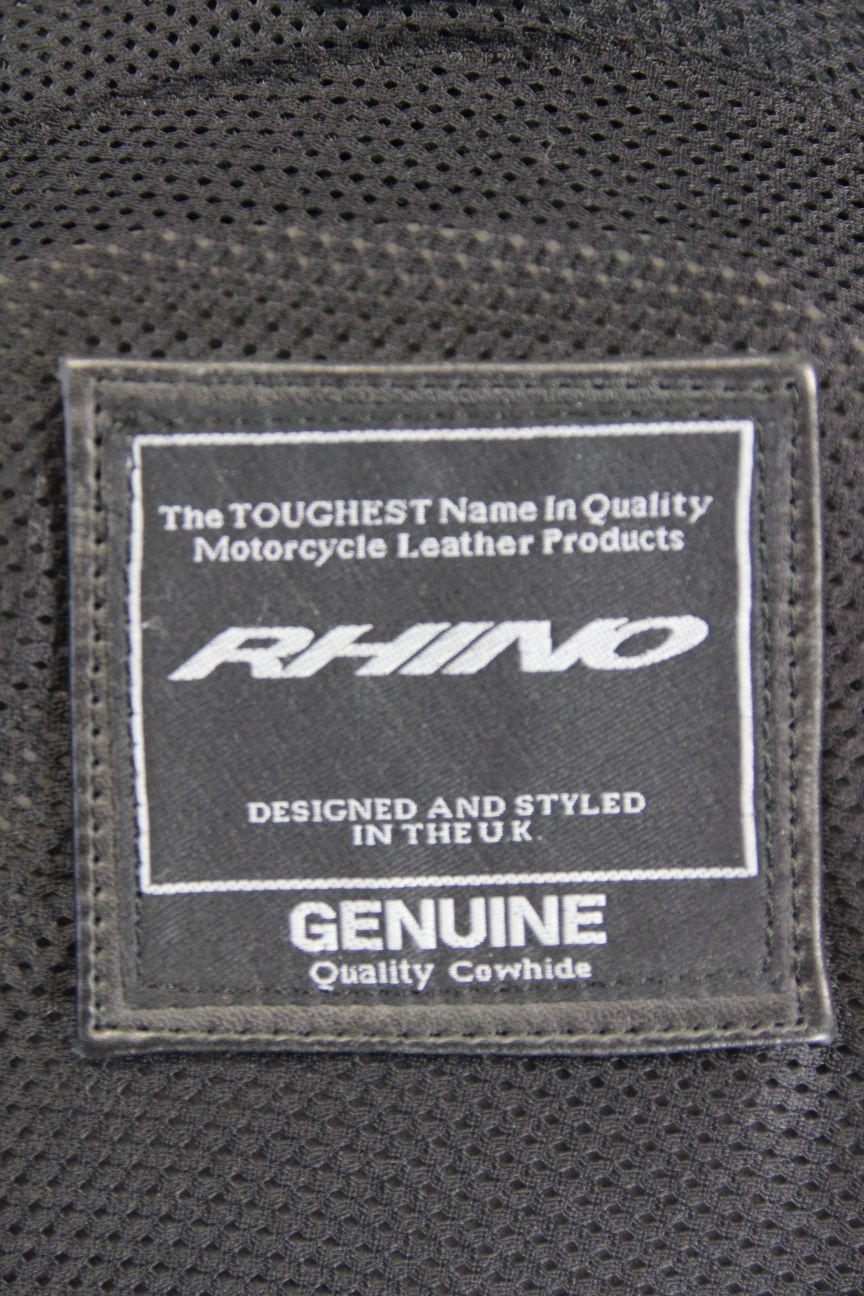 The TOUGHEST Name In Quality
Motorcycle Leather Products
RHINO
DESIGNED AND STYLED
IN THE U.K.
GENUINE
Quality Cowhide